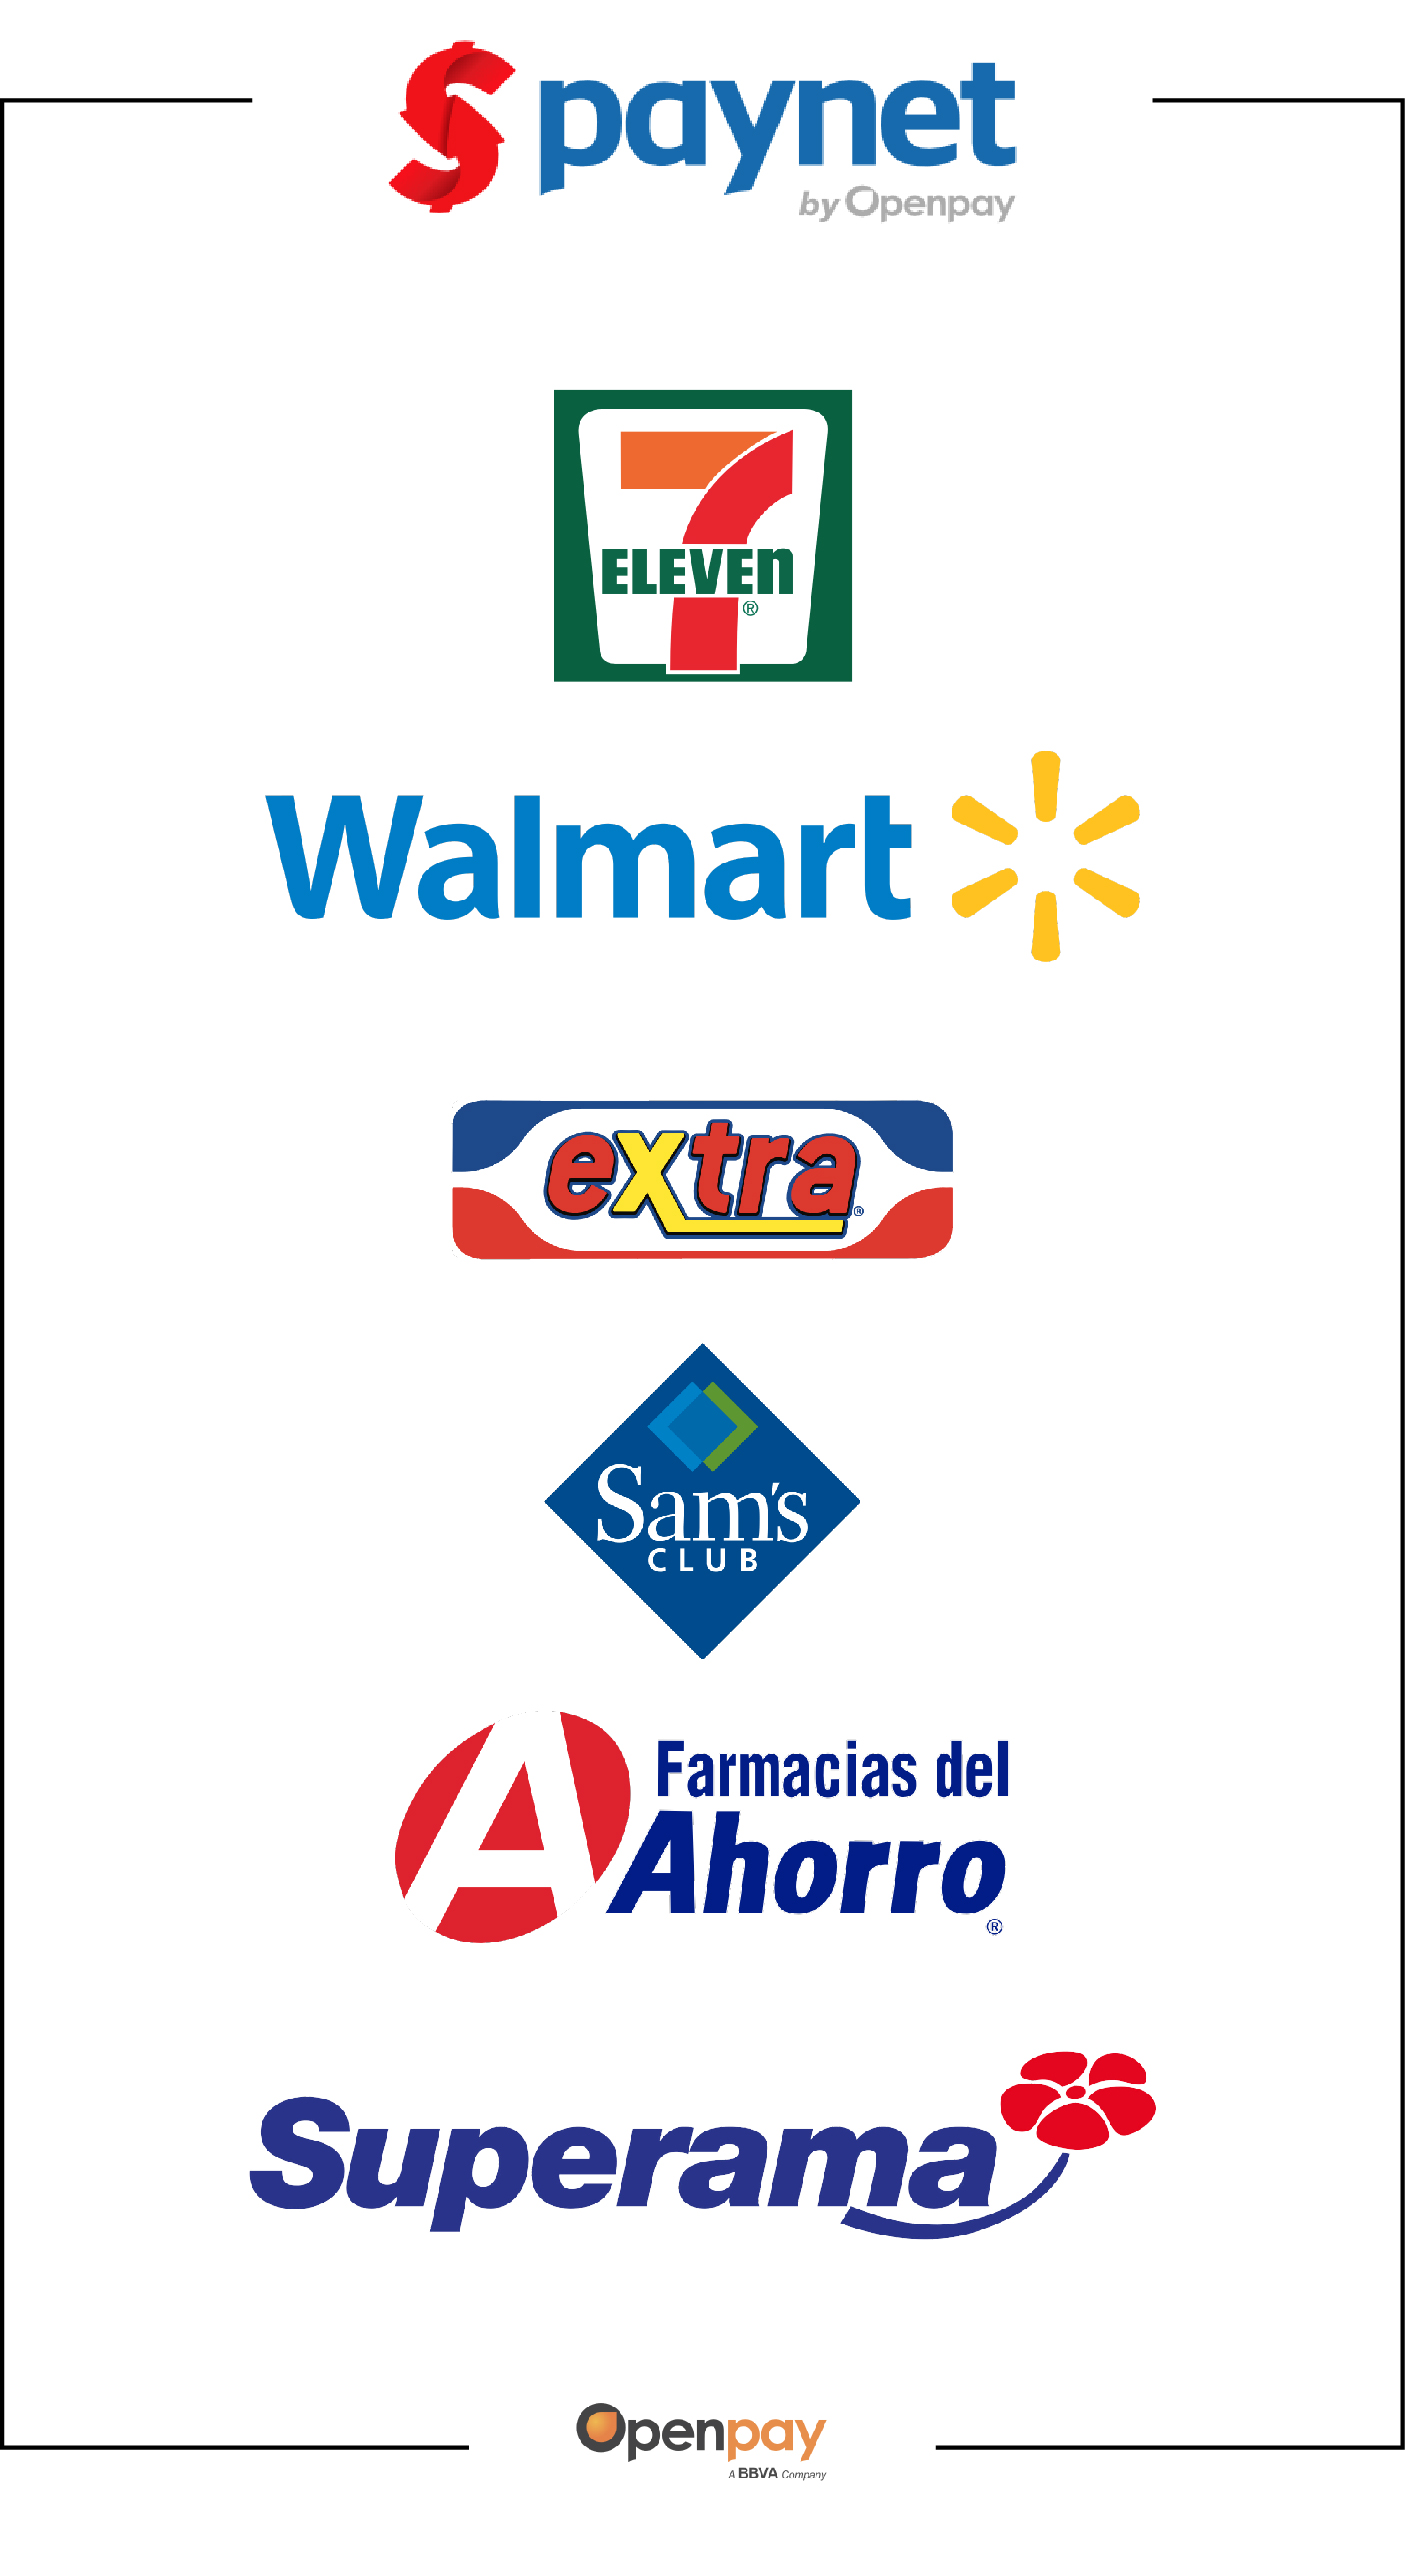 paynet
by Openpay
7
ELEVEn
®
Walmart
extra®
Sam's
CLUB
A
Farmacias del
Ahorro
®
Superama
Openpay
A BBVA Company